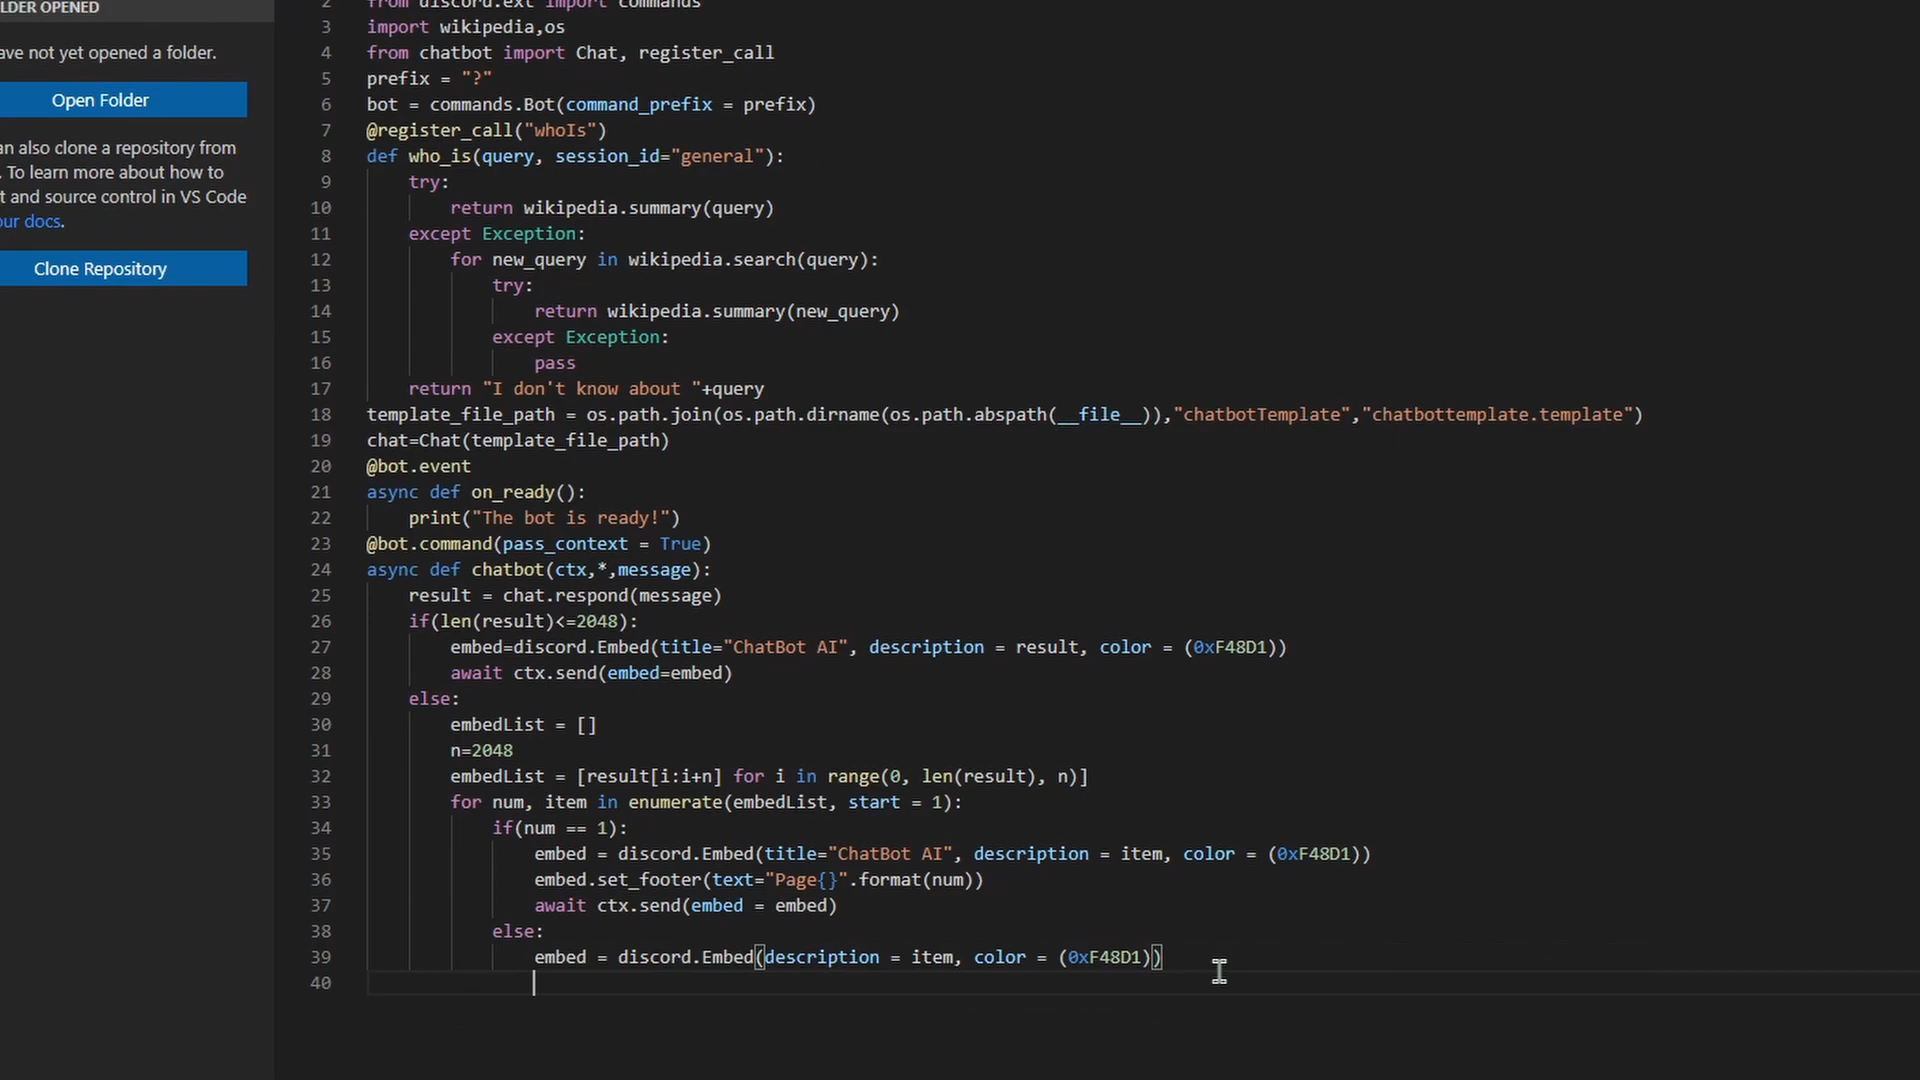 LDER OPENED
ave not yet opened a folder.
Open Folder
an also clone a repository from
. To learn more about how to
t and source control in VS Code
our docs.
Clone Repository
2 from discord.ext import commands
3 import wikipedia,os
4 from chatbot import Chat, register_call
5 prefix = "?"
6 bot = commands.Bot(command_prefix = prefix)
7 @register_call("whoIs")
8 def who_is(query, session_id="general"):
9     try:
10         return wikipedia.summary(query)
11     except Exception:
12         for new_query in wikipedia.search(query):
13             try:
14                 return wikipedia.summary(new_query)
15             except Exception:
16                 pass
17     return "I don't know about "+query
18 template_file_path = os.path.join(os.path.dirname(os.path.abspath(__file__)),"chatbotTemplate","chatbottemplate.template")
19 chat=Chat(template_file_path)
20 @bot.event
21 async def on_ready():
22     print("The bot is ready!")
23 @bot.command(pass_context = True)
24 async def chatbot(ctx,*,message):
25     result = chat.respond(message)
26     if(len(result)<=2048):
27         embed=discord.Embed(title="ChatBot AI", description = result, color = (0xF48D1))
28         await ctx.send(embed=embed)
29     else:
30         embedList = []
31         n=2048
32         embedList = [result[i:i+n] for i in range(0, len(result), n)]
33         for num, item in enumerate(embedList, start = 1):
34             if(num == 1):
35                 embed = discord.Embed(title="ChatBot AI", description = item, color = (0xF48D1))
36                 embed.set_footer(text="Page{}".format(num))
37                 await ctx.send(embed = embed)
38             else:
39                 embed = discord.Embed(description = item, color = (0xF48D1))
40